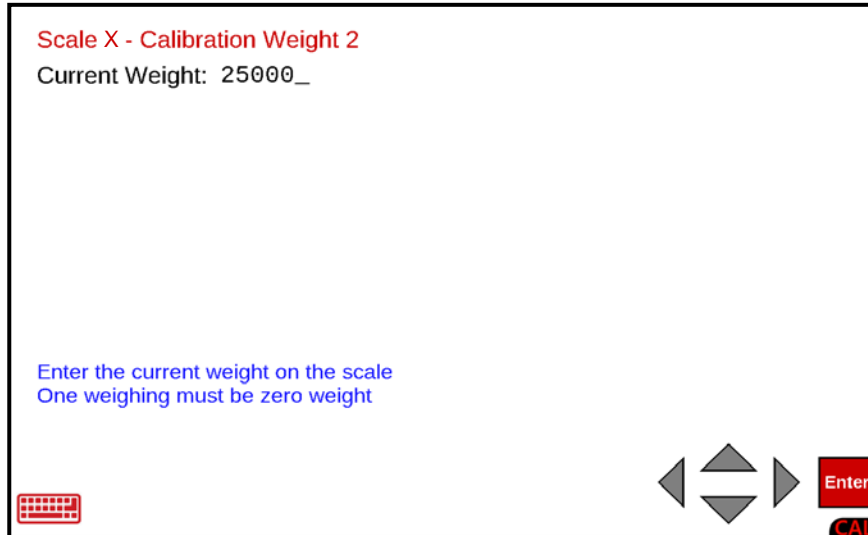 Scale X - Calibration Weight 2
Current Weight: 25000_
Enter the current weight on the scale
One weighing must be zero weight
Enter